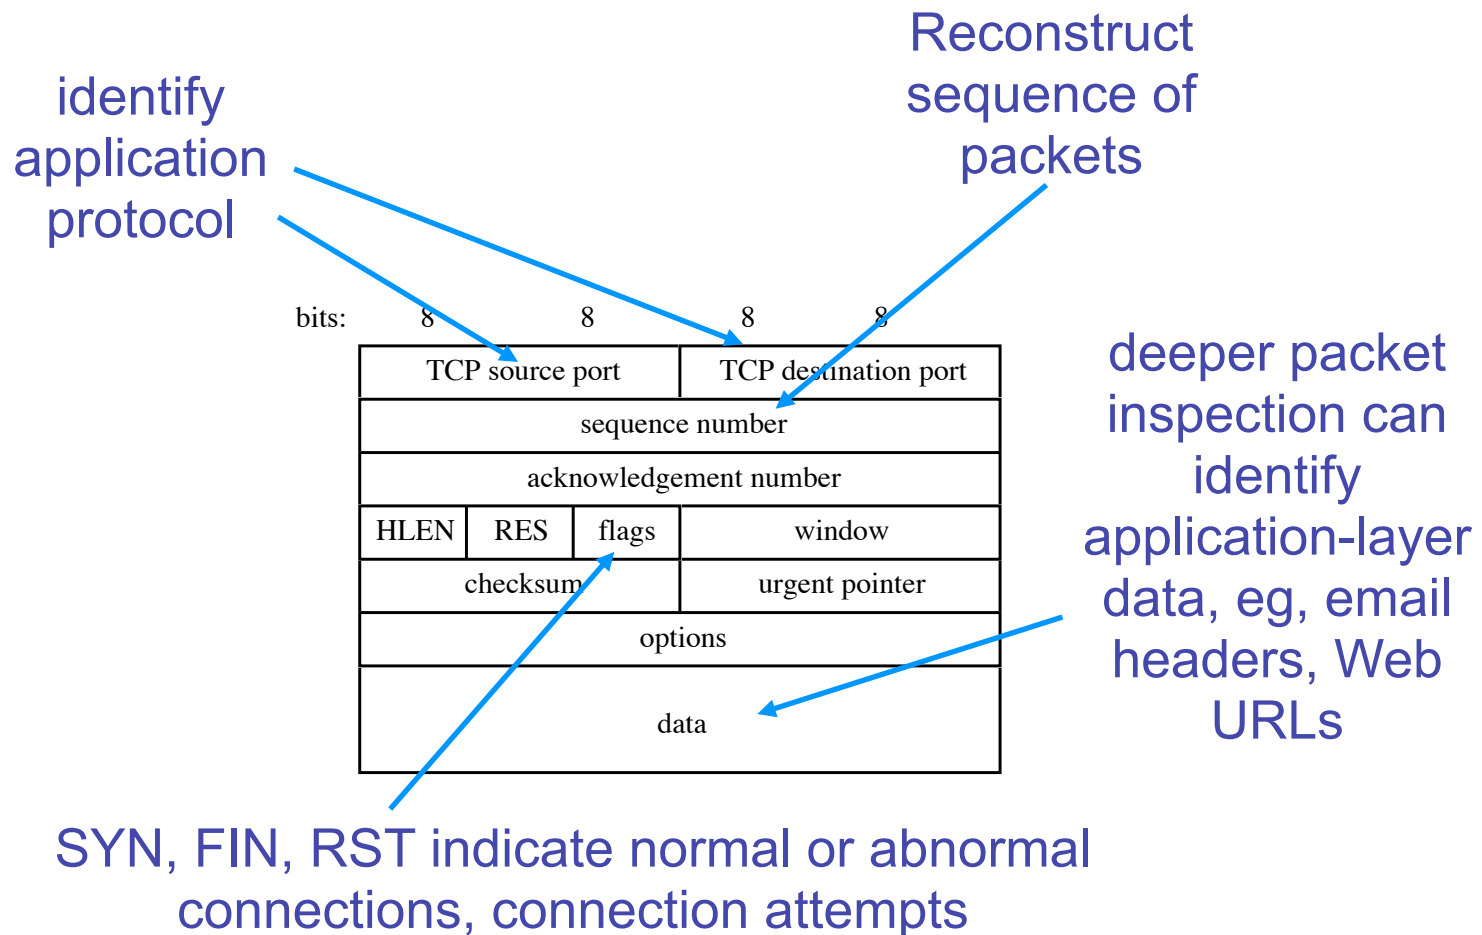 Reconstruct
sequence of
packets
identify
application
protocol
bits: 8 8 8 8
TCP source port TCP destination port
sequence number
acknowledgement number
HLEN RES flags window
checksum urgent pointer
options
data
deeper packet
inspection can
identify
application-layer
data, eg, email
headers, Web
URLs
SYN, FIN, RST indicate normal or abnormal
connections, connection attempts